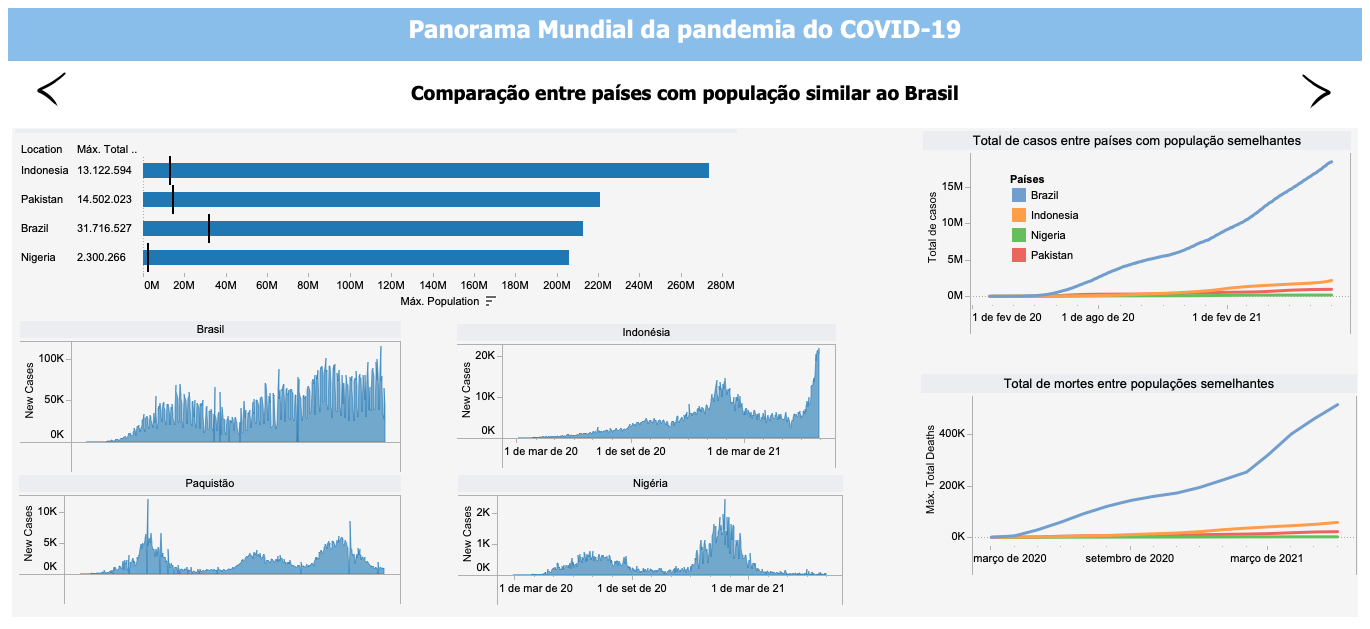 Panorama Mundial da pandemia do COVID-19
Comparação entre países com população similar ao Brasil
Location Máx. Total ..
Indonesia 13.122.594
Pakistan 14.502.023
Brazil 31.716.527
Nigeria 2.300.266
0M 20M 40M 60M 80M 100M 120M 140M 160M 180M 200M 220M 240M 260M 280M
Máx. Population
Total de casos entre países com população semelhantes
Total de casos
15M
10M
5M
0M
Países
Brazil
Indonesia
Nigeria
Pakistan
1 de fev de 20 1 de ago de 20 1 de fev de 21
Brasil
New Cases
100K
50K
0K
Indonésia
New Cases
20K
10K
0K
1 de mar de 20 1 de set de 20 1 de mar de 21
Total de mortes entre populações semelhantes
Máx. Total Deaths
400K
200K
0K
março de 2020 setembro de 2020 março de 2021
Paquistão
New Cases
10K
5K
0K
Nigéria
New Cases
2K
1K
0K
1 de mar de 20 1 de set de 20 1 de mar de 21